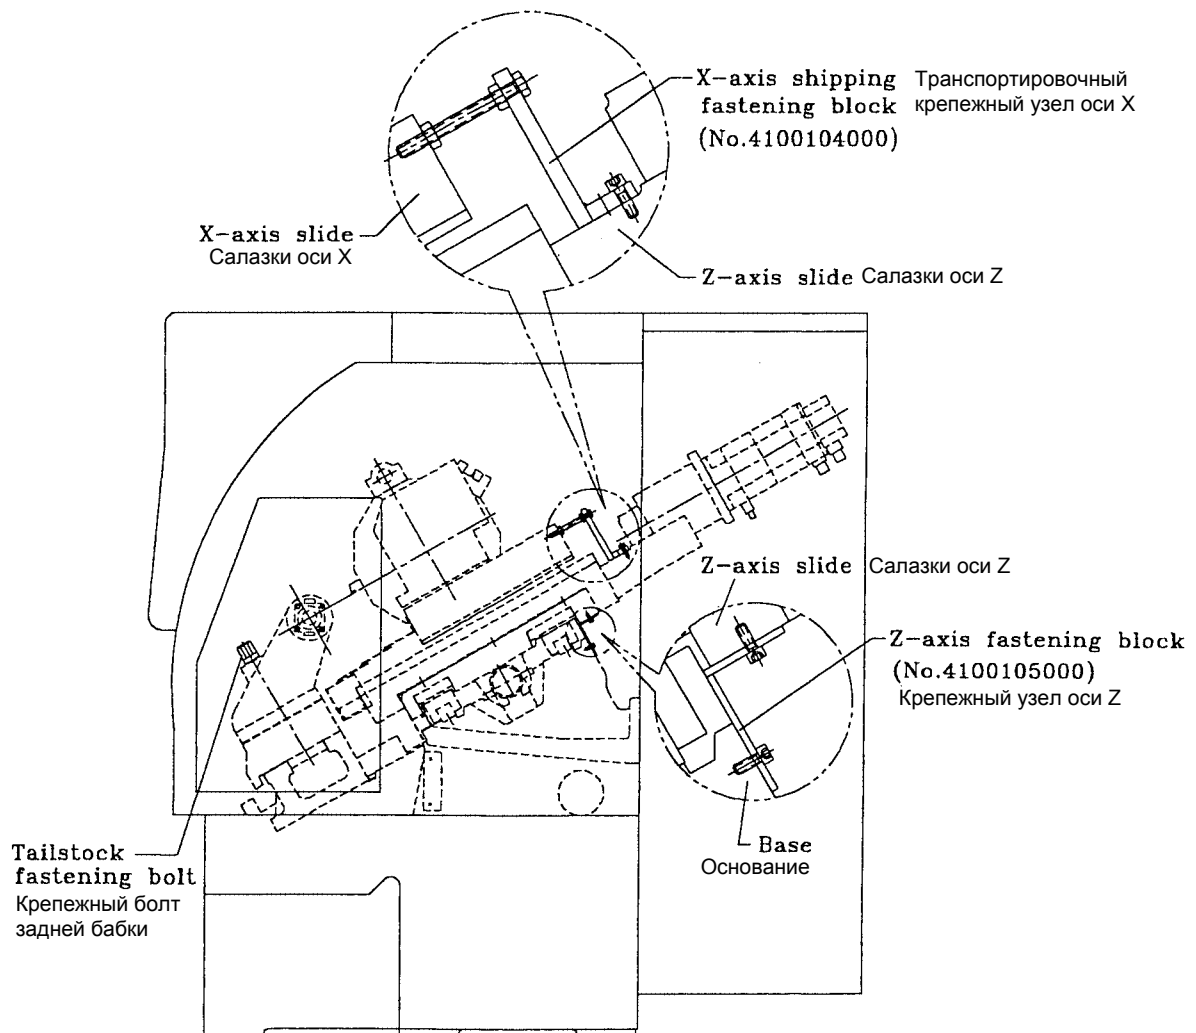 X-axis shipping
fastening block
(No.4100104000)
Транспортировочный
крепежный узел оси X
X-axis slide
Салазки оси X
Z-axis slide Салазки оси Z
Z-axis slide Салазки оси Z
Z-axis fastening block
(No.4100105000)
Крепежный узел оси Z
Base
Основание
Tailstock
fastening bolt
Крепежный болт
задней бабки